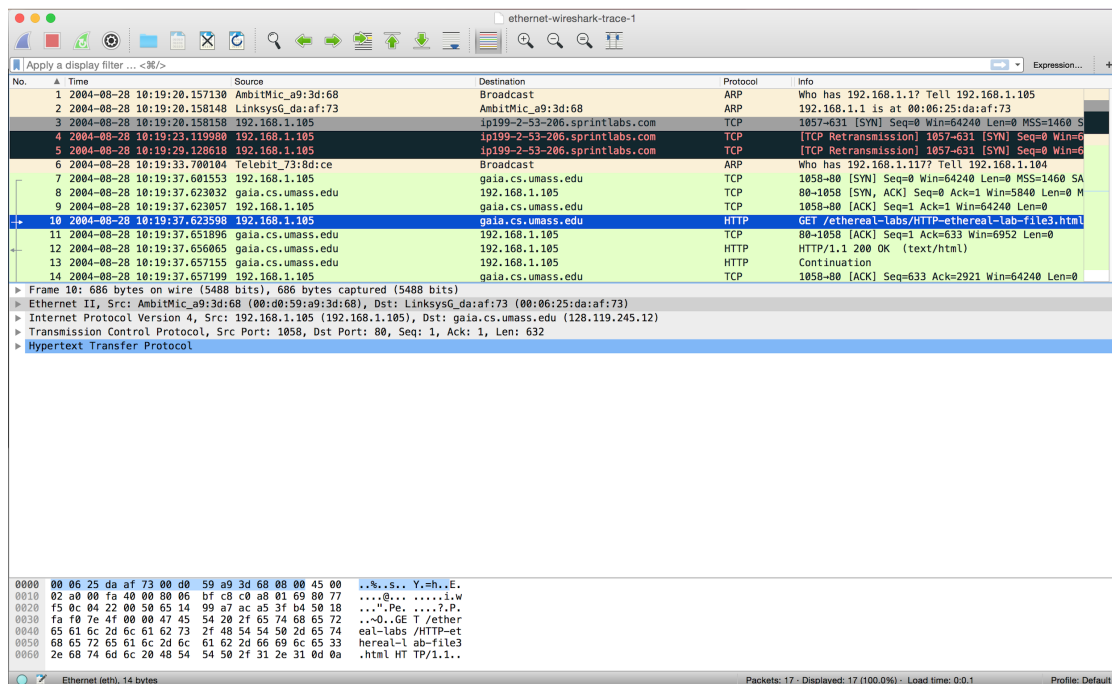 ethernet-wireshark-trace-1
Apply a display filter ... <⌘/>
Expression...
+
No. Time Source Destination Protocol Info
1 2004-08-28 10:19:20.157130 AmbitMic_a9:3d:68 Broadcast ARP Who has 192.168.1.1? Tell 192.168.1.105
2 2004-08-28 10:19:20.158148 LinksysG_da:af:73 AmbitMic_a9:3d:68 ARP 192.168.1.1 is at 00:06:25:da:af:73
3 2004-08-28 10:19:20.158158 192.168.1.105 ip199-2-53-206.sprintlabs.com TCP 1057→631 [SYN] Seq=0 Win=64240 Len=0 MSS=1460 S
4 2004-08-28 10:19:23.119980 192.168.1.105 ip199-2-53-206.sprintlabs.com TCP [TCP Retransmission] 1057→631 [SYN] Seq=0 Win=6
5 2004-08-28 10:19:29.128618 192.168.1.105 ip199-2-53-206.sprintlabs.com TCP [TCP Retransmission] 1057→631 [SYN] Seq=0 Win=6
6 2004-08-28 10:19:33.700104 Telebit_73:8d:ce Broadcast ARP Who has 192.168.1.117? Tell 192.168.1.104
7 2004-08-28 10:19:37.601553 192.168.1.105 gaia.cs.umass.edu TCP 1058→80 [SYN] Seq=0 Win=64240 Len=0 MSS=1460 SA
8 2004-08-28 10:19:37.623032 gaia.cs.umass.edu 192.168.1.105 TCP 80→1058 [SYN, ACK] Seq=0 Ack=1 Win=5840 Len=0 M
9 2004-08-28 10:19:37.623057 192.168.1.105 gaia.cs.umass.edu TCP 1058→80 [ACK] Seq=1 Ack=1 Win=64240 Len=0
10 2004-08-28 10:19:37.623598 192.168.1.105 gaia.cs.umass.edu HTTP GET /ethereal-labs/HTTP-ethereal-lab-file3.html
11 2004-08-28 10:19:37.651896 gaia.cs.umass.edu 192.168.1.105 TCP 80→1058 [ACK] Seq=1 Ack=633 Win=6952 Len=0
12 2004-08-28 10:19:37.656065 gaia.cs.umass.edu 192.168.1.105 HTTP HTTP/1.1 200 OK (text/html)
13 2004-08-28 10:19:37.657155 gaia.cs.umass.edu 192.168.1.105 HTTP Continuation
14 2004-08-28 10:19:37.657199 192.168.1.105 gaia.cs.umass.edu TCP 1058→80 [ACK] Seq=633 Ack=2921 Win=64240 Len=0
Frame 10: 686 bytes on wire (5488 bits), 686 bytes captured (5488 bits)
Ethernet II, Src: AmbitMic_a9:3d:68 (00:d0:59:a9:3d:68), Dst: LinksysG_da:af:73 (00:06:25:da:af:73)
Internet Protocol Version 4, Src: 192.168.1.105 (192.168.1.105), Dst: gaia.cs.umass.edu (128.119.245.12)
Transmission Control Protocol, Src Port: 1058, Dst Port: 80, Seq: 1, Ack: 1, Len: 632
Hypertext Transfer Protocol
0000 00 06 25 da af 73 00 d0 59 a9 3d 68 08 00 45 00 ..%..s.. Y.=h..E.
0010 02 a0 00 fa 40 00 80 06 bf c8 c0 a8 01 69 80 77 ....@... .....i.w
0020 f5 0c 04 22 00 50 65 14 99 a7 ac a5 3f b4 50 18 ...".Pe. ....?.P.
0030 fa f0 7e 4f 00 00 47 45 54 20 2f 65 74 68 65 72 ..~O..GE T /ether
0040 65 61 6c 2d 6c 61 62 73 2f 48 54 54 50 2d 65 74 eal-labs /HTTP-et
0050 68 65 72 65 61 6c 2d 6c 61 62 2d 66 69 6c 65 33 hereal-l ab-file3
0060 2e 68 74 6d 6c 20 48 54 54 50 2f 31 2e 31 0d 0a .html HT TP/1.1..
Ethernet (eth), 14 bytes
Packets: 17 · Displayed: 17 (100.0%) · Load time: 0:0.1
Profile: Default